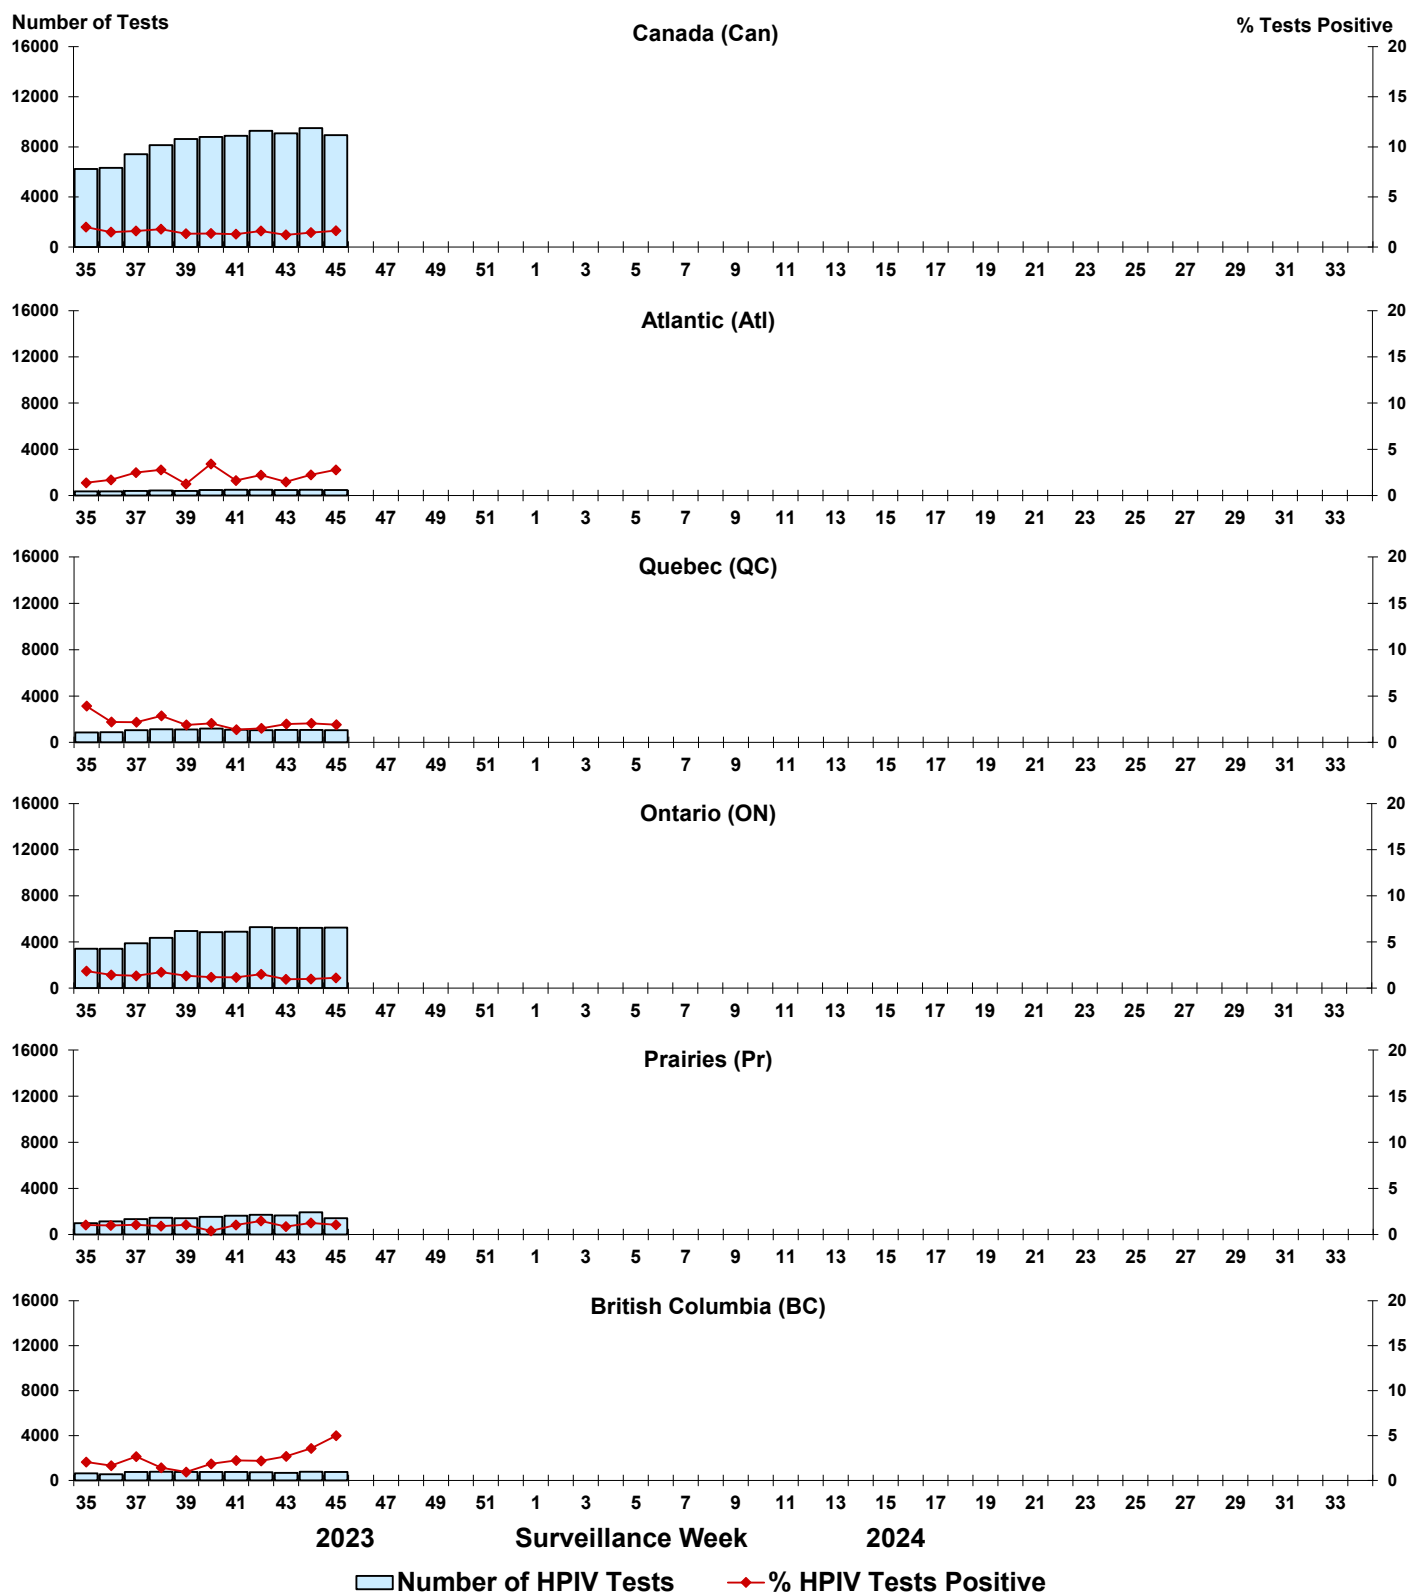 Number of Tests
Canada (Can)
% Tests Positive
16000 20
12000 15
8000 10
4000 5
0 0
35 37 39 41 43 45 47 49 51 1 3 5 7 9 11 13 15 17 19 21 23 25 27 29 31 33
Atlantic (Atl)
16000 20
12000 15
8000 10
4000 5
0 0
35 37 39 41 43 45 47 49 51 1 3 5 7 9 11 13 15 17 19 21 23 25 27 29 31 33
Quebec (QC)
16000 20
12000 15
8000 10
4000 5
0 0
35 37 39 41 43 45 47 49 51 1 3 5 7 9 11 13 15 17 19 21 23 25 27 29 31 33
Ontario (ON)
16000 20
12000 15
8000 10
4000 5
0 0
35 37 39 41 43 45 47 49 51 1 3 5 7 9 11 13 15 17 19 21 23 25 27 29 31 33
Prairies (Pr)
16000 20
12000 15
8000 10
4000 5
0 0
35 37 39 41 43 45 47 49 51 1 3 5 7 9 11 13 15 17 19 21 23 25 27 29 31 33
British Columbia (BC)
16000 20
12000 15
8000 10
4000 5
0 0
35 37 39 41 43 45 47 49 51 1 3 5 7 9 11 13 15 17 19 21 23 25 27 29 31 33
2023 Surveillance Week 2024
Number of HPIV Tests % HPIV Tests Positive